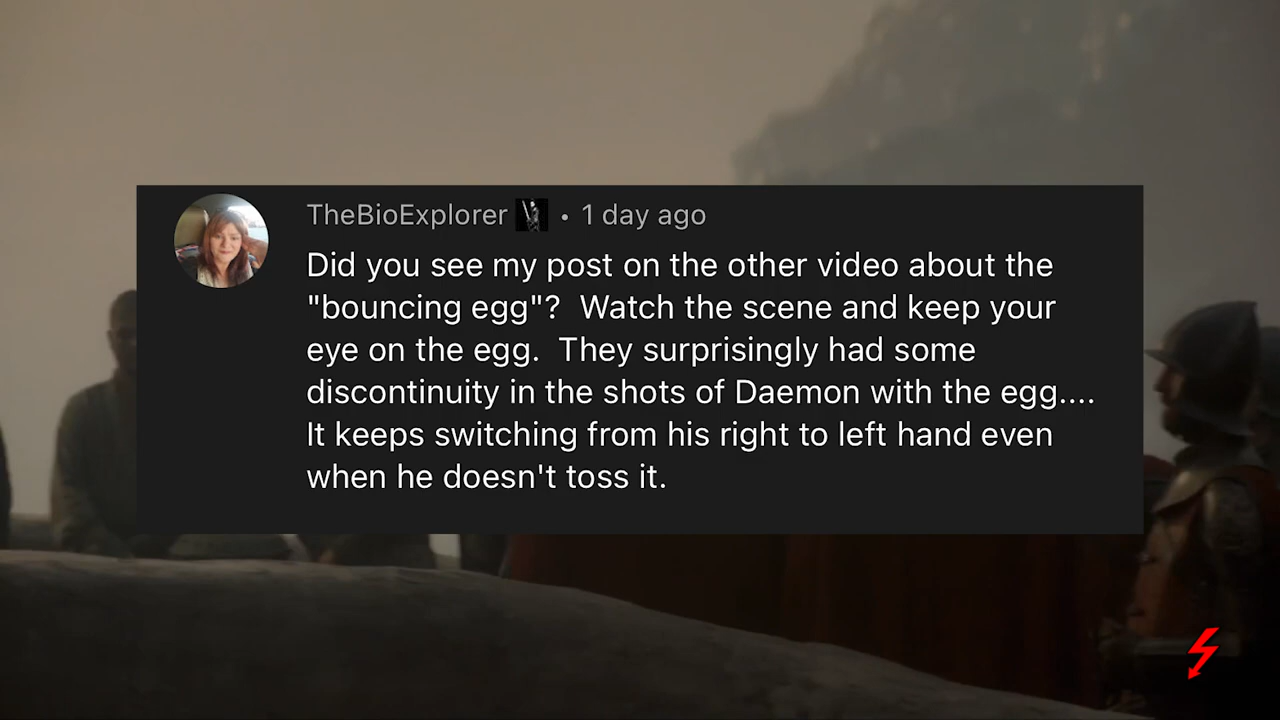 TheBioExplorer • 1 day ago
Did you see my post on the other video about the
"bouncing egg"?  Watch the scene and keep your
eye on the egg.  They surprisingly had some
discontinuity in the shots of Daemon with the egg....
It keeps switching from his right to left hand even
when he doesn't toss it.